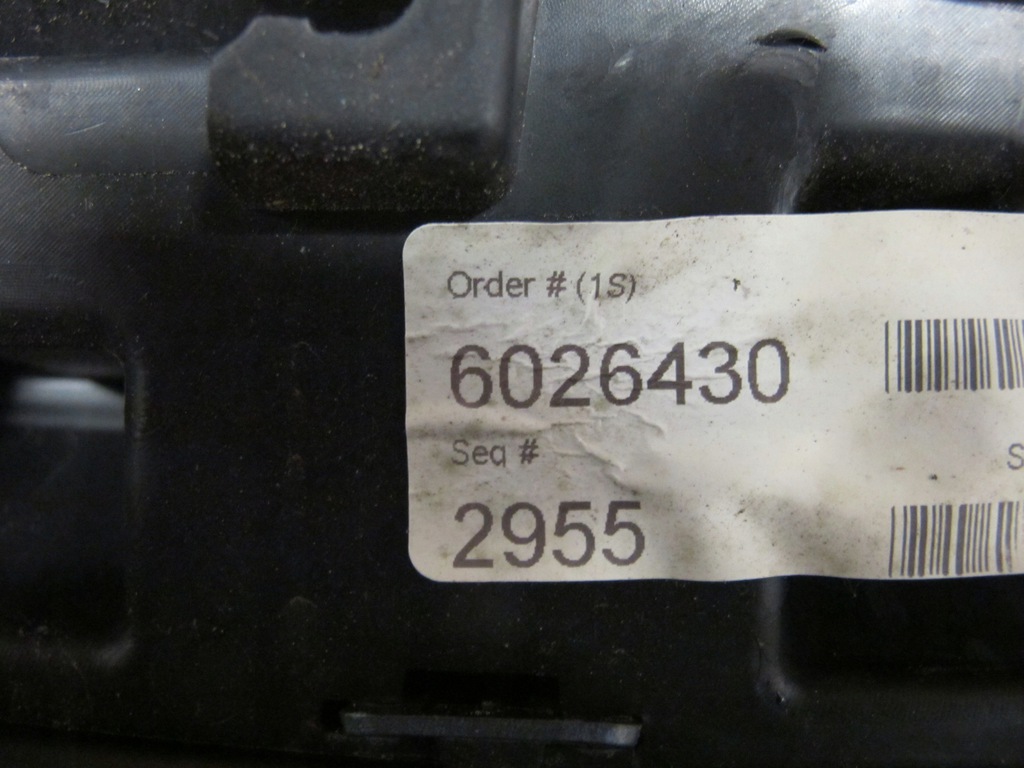 Order # (1S)
6026430
Seq #
S
2955